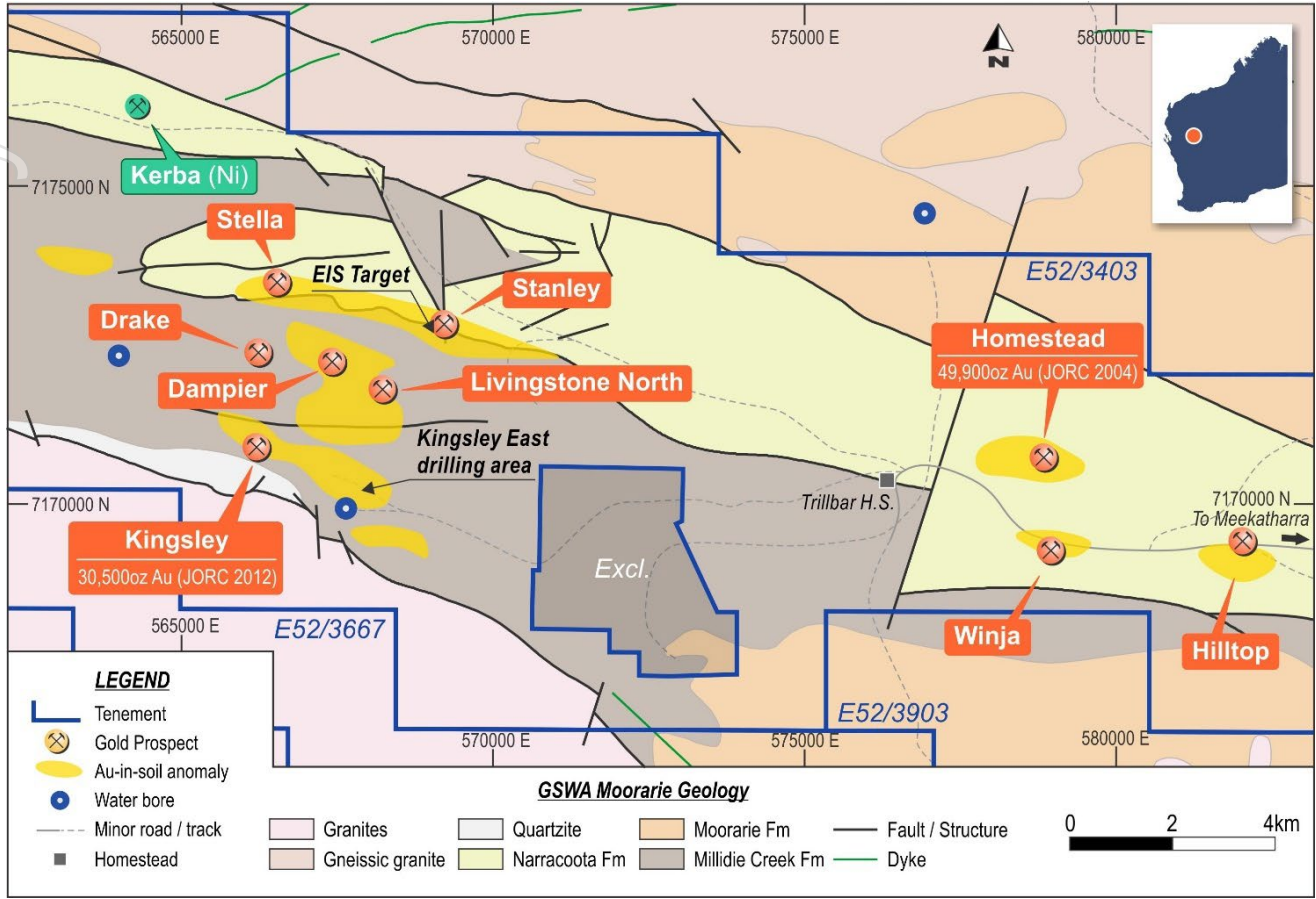 565000 E
570000 E
575000 E
580000 E
N
Kerba (Ni)
7175000 N
Stella
EIS Target
Stanley
E52/3403
Drake
Homestead
49,900oz Au (JORC 2004)
Dampier
Livingstone North
Kingsley East
drilling area
Trillbar H.S.
7170000 N
7170000 N
To Meekatharra
Kingsley
30,500oz Au (JORC 2012)
Excl.
565000 E
E52/3667
Winja
Hilltop
E52/3903
570000 E
575000 E
580000 E
LEGEND
Tenement
Gold Prospect
Au-in-soil anomaly
Water bore
Minor road / track
Homestead
GSWA Moorarie Geology
Granites
Quartzite
Moorarie Fm
Fault / Structure
Gneissic granite
Narracoota Fm
Millidie Creek Fm
Dyke
0 2 4km